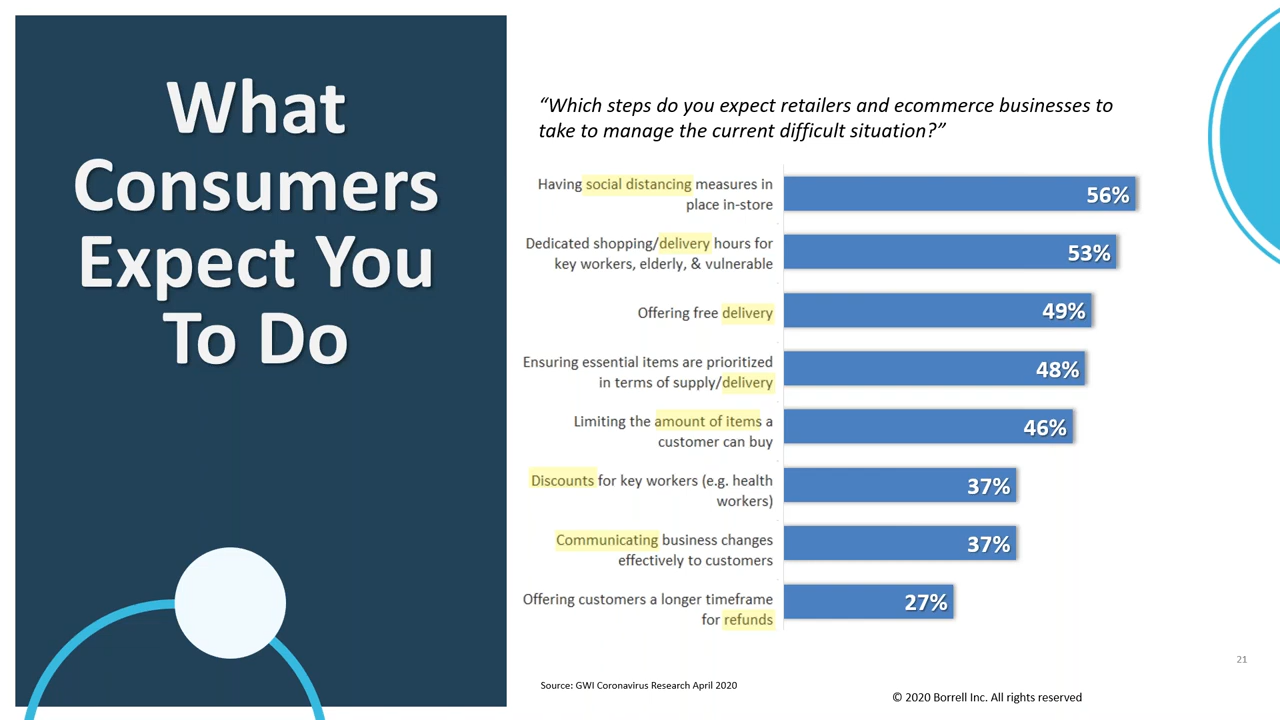 What
Consumers
Expect You
To Do
“Which steps do you expect retailers and ecommerce businesses to
take to manage the current difficult situation?”
Having social distancing measures in
place in-store
56%
Dedicated shopping/delivery hours for
key workers, elderly, & vulnerable
53%
Offering free delivery
49%
Ensuring essential items are prioritized
in terms of supply/delivery
48%
Limiting the amount of items a
customer can buy
46%
Discounts for key workers (e.g. health
workers)
37%
Communicating business changes
effectively to customers
37%
Offering customers a longer timeframe
for refunds
27%
21
Source: GWI Coronavirus Research April 2020
© 2020 Borrell Inc. All rights reserved